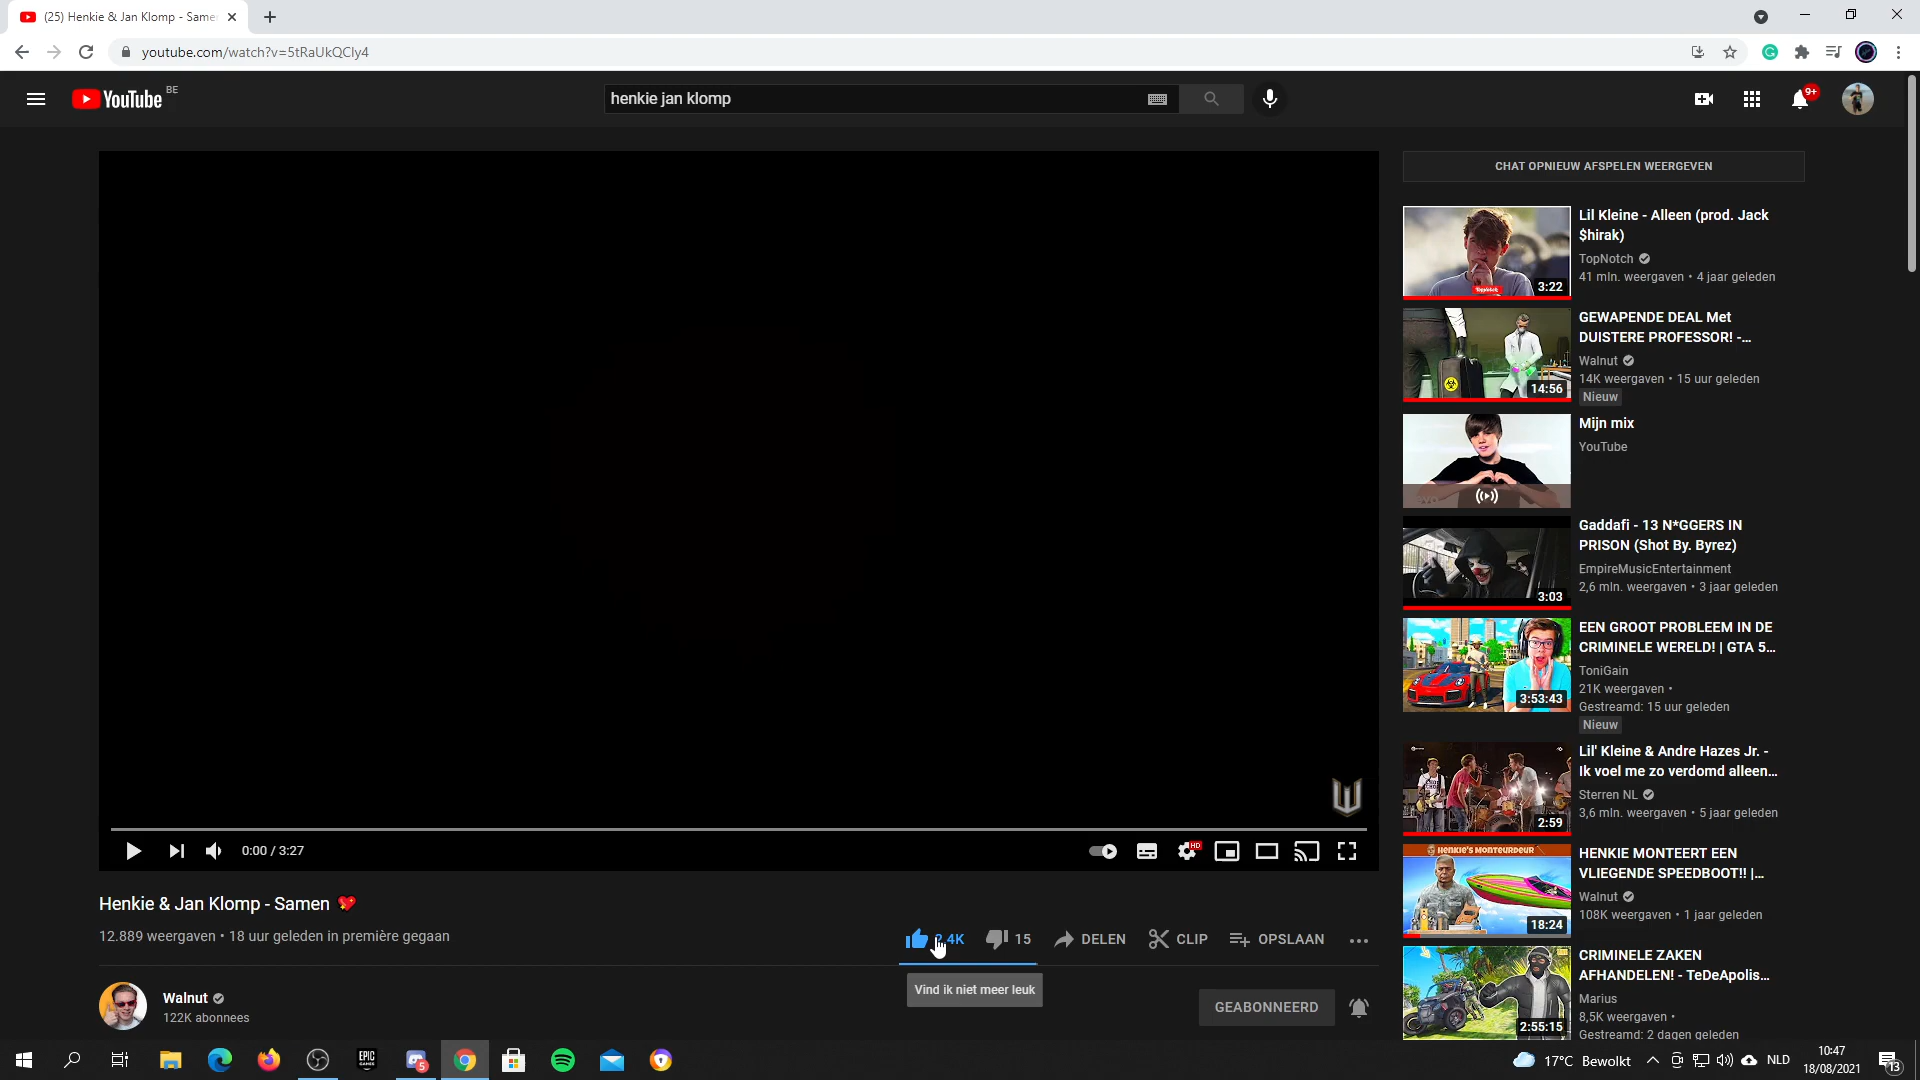 (25) Henkie & Jan Klomp - Samen
youtube.com/watch?v=5tRaUkQCly4
YouTube BE
henkie jan klomp
9+
CHAT OPNIEUW AFSPELEN WEERGEVEN
Lil Kleine - Alleen (prod. Jack
$hirak)
TopNotch
41 mln. weergaven • 4 jaar geleden
3:22
GEWAPENDE DEAL Met
DUISTERE PROFESSOR! -...
Walnut
14K weergaven • 15 uur geleden
Nieuw
14:56
Mijn mix
YouTube
Gaddafi - 13 N*GGERS IN
PRISON (Shot By. Byrez)
EmpireMusicEntertainment
2,6 mln. weergaven • 3 jaar geleden
3:03
EEN GROOT PROBLEEM IN DE
CRIMINELE WERELD! | GTA 5...
ToniGain
21K weergaven •
Gestreamd: 15 uur geleden
Nieuw
3:53:43
Lil' Kleine & Andre Hazes Jr. -
Ik voel me zo verdomd alleen...
Sterren NL
3,6 mln. weergaven • 5 jaar geleden
2:59
HENKIE'S MONTEURDEUR
HENKIE MONTEERT EEN
VLIEGENDE SPEEDBOOT!! |...
Walnut
108K weergaven • 1 jaar geleden
18:24
CRIMINELE ZAKEN
AFHANDELEN! - TeDeApolis...
Marius
8,5K weergaven •
Gestreamd: 2 dagen geleden
2:55:15
0:00 / 3:27
HD
Henkie & Jan Klomp - Samen 💖
12.889 weergaven • 18 uur geleden in première gegaan
15
DELEN
CLIP
OPSLAAN
Vind ik niet meer leuk
Walnut
122K abonnees
GEABONNEERD
EPIC
GAMES
5
17°C Bewolkt
NLD
10:47
18/08/2021
13